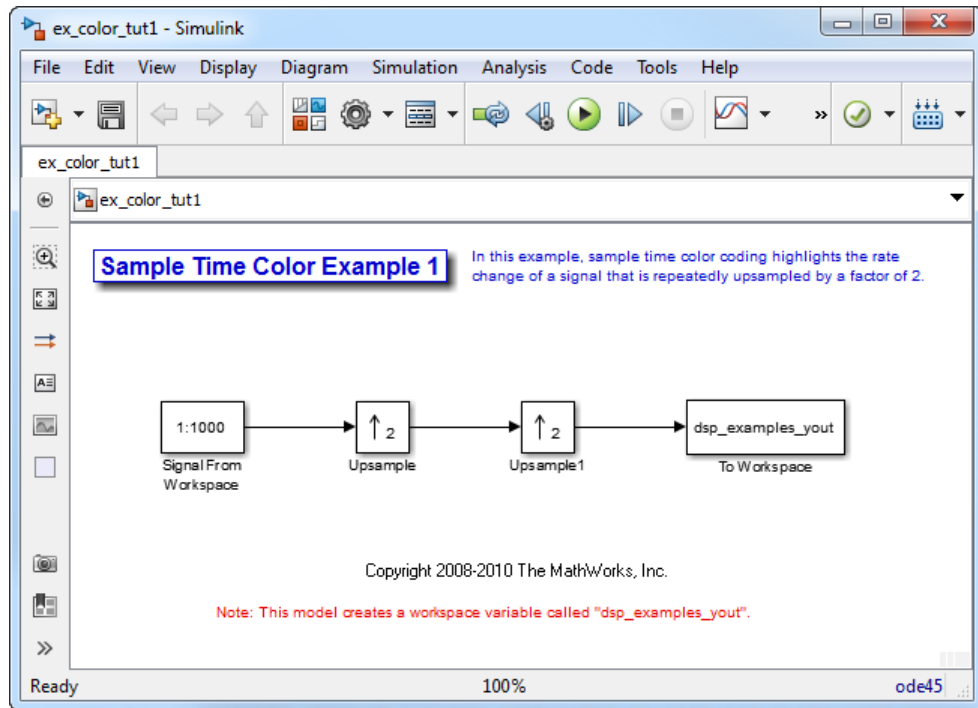 ex_color_tut1 - Simulink
File Edit View Display Diagram Simulation Analysis Code Tools Help
ex_color_tut1
ex_color_tut1
Sample Time Color Example 1
In this example, sample time color coding highlights the rate
change of a signal that is repeatedly upsampled by a factor of 2.
1:1000
↑ 2
↑ 2
dsp_examples_yout
Signal From
Workspace
Upsample
Upsample1
To Workspace
Copyright 2008-2010 The MathWorks, Inc.
Note: This model creates a workspace variable called "dsp_examples_yout".
Ready 100% ode45